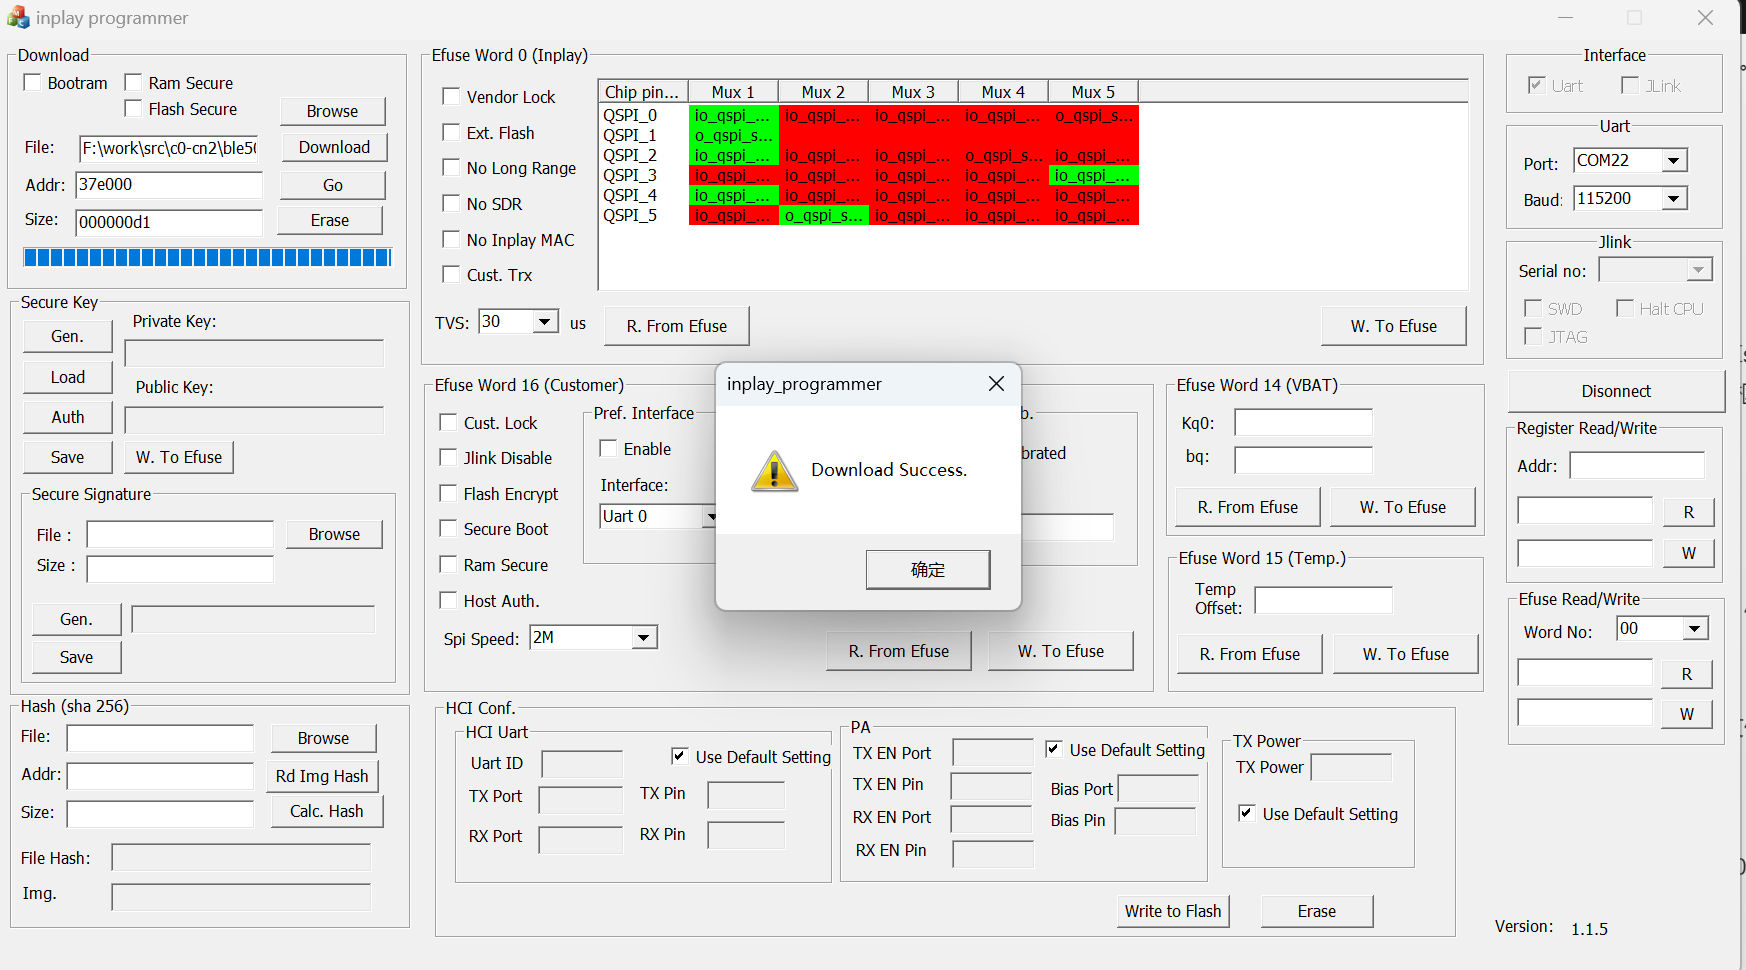 inplay programmer
Download
Bootram
Ram Secure
Flash Secure
Browse
File:
F:\work\src\c0-cn2\ble5
Download
Addr:
37e000
Go
Size:
000000d1
Erase
Secure Key
Gen.
Private Key:
Load
Public Key:
Auth
Save
W. To Efuse
Secure Signature
File :
Browse
Size :
Gen.
Save
Hash (sha 256)
File:
Browse
Addr:
Rd Img Hash
Size:
Calc. Hash
File Hash:
Img.
Efuse Word 0 (Inplay)
Vendor Lock
Ext. Flash
No Long Range
No SDR
No Inplay MAC
Cust. Trx
Chip pin... Mux 1 Mux 2 Mux 3 Mux 4 Mux 5
QSPI_0 io_qspi_... io_qspi_... io_qspi_... io_qspi_... o_qspi_s...
QSPI_1 o_qspi_s...
QSPI_2 io_qspi_... io_qspi_... io_qspi_... o_qspi_s... io_qspi_...
QSPI_3 io_qspi_... io_qspi_... io_qspi_... io_qspi_... io_qspi_...
QSPI_4 io_qspi_... io_qspi_... io_qspi_... io_qspi_... io_qspi_...
QSPI_5 io_qspi_... o_qspi_s... io_qspi_... io_qspi_... io_qspi_...
TVS: 30 us
R. From Efuse
W. To Efuse
Efuse Word 16 (Customer)
Cust. Lock
Jlink Disable
Flash Encrypt
Secure Boot
Ram Secure
Host Auth.
Spi Speed: 2M
Pref. Interface
Enable
Interface:
Uart 0
b.
brated
R. From Efuse
W. To Efuse
inplay_programmer
Download Success.
确定
Efuse Word 14 (VBAT)
Kq0:
bq:
R. From Efuse
W. To Efuse
Efuse Word 15 (Temp.)
Temp
Offset:
R. From Efuse
W. To Efuse
HCI Conf.
HCI Uart
Uart ID
Use Default Setting
TX Port
TX Pin
RX Port
RX Pin
PA
TX EN Port
Use Default Setting
TX EN Pin
Bias Port
RX EN Port
Bias Pin
RX EN Pin
TX Power
TX Power
Use Default Setting
Write to Flash
Erase
Interface
Uart
JLink
Uart
Port: COM22
Baud: 115200
Jlink
Serial no:
SWD
Halt CPU
JTAG
Disonnect
Register Read/Write
Addr:
R
W
Efuse Read/Write
Word No: 00
R
W
Version: 1.1.5